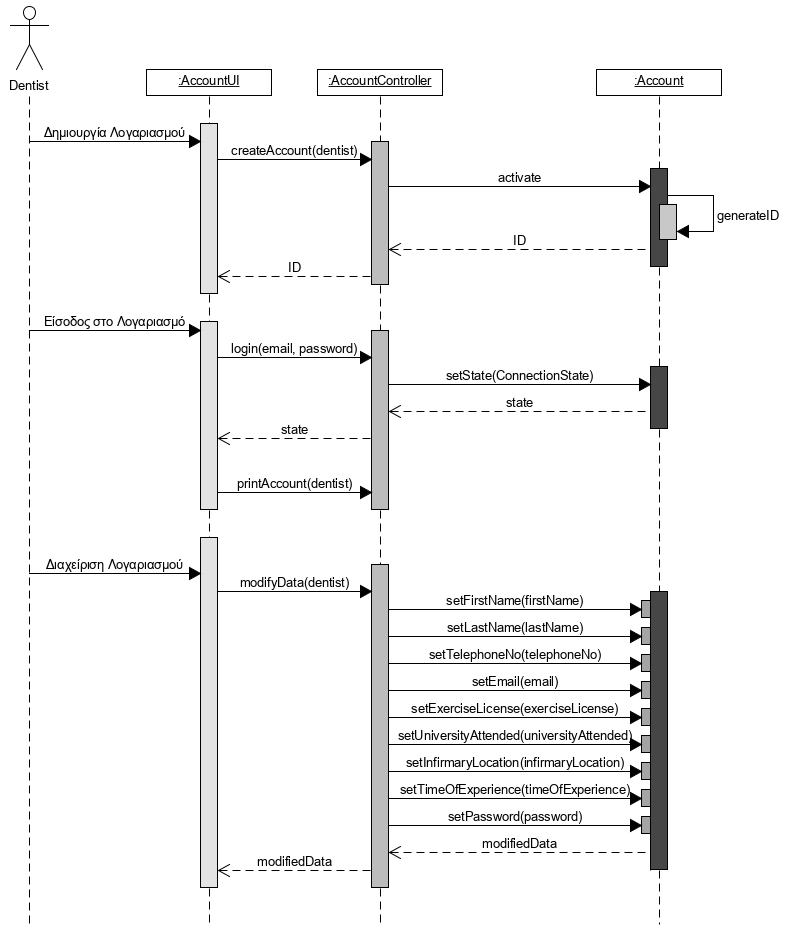 Dentist
:AccountUI
:AccountController
:Account
Δημιουργία Λογαριασμού
createAccount(dentist)
activate
generateID
ID
ID
Είσοδος στο Λογαριασμό
login(email, password)
setState(ConnectionState)
state
state
printAccount(dentist)
Διαχείριση Λογαριασμού
modifyData(dentist)
setFirstName(firstName)
setLastName(lastName)
setTelephoneNo(telephoneNo)
setEmail(email)
setExerciseLicense(exerciseLicense)
setUniversityAttended(universityAttended)
setInfirmaryLocation(infirmaryLocation)
setTimeOfExperience(timeOfExperience)
setPassword(password)
modifiedData
modifiedData